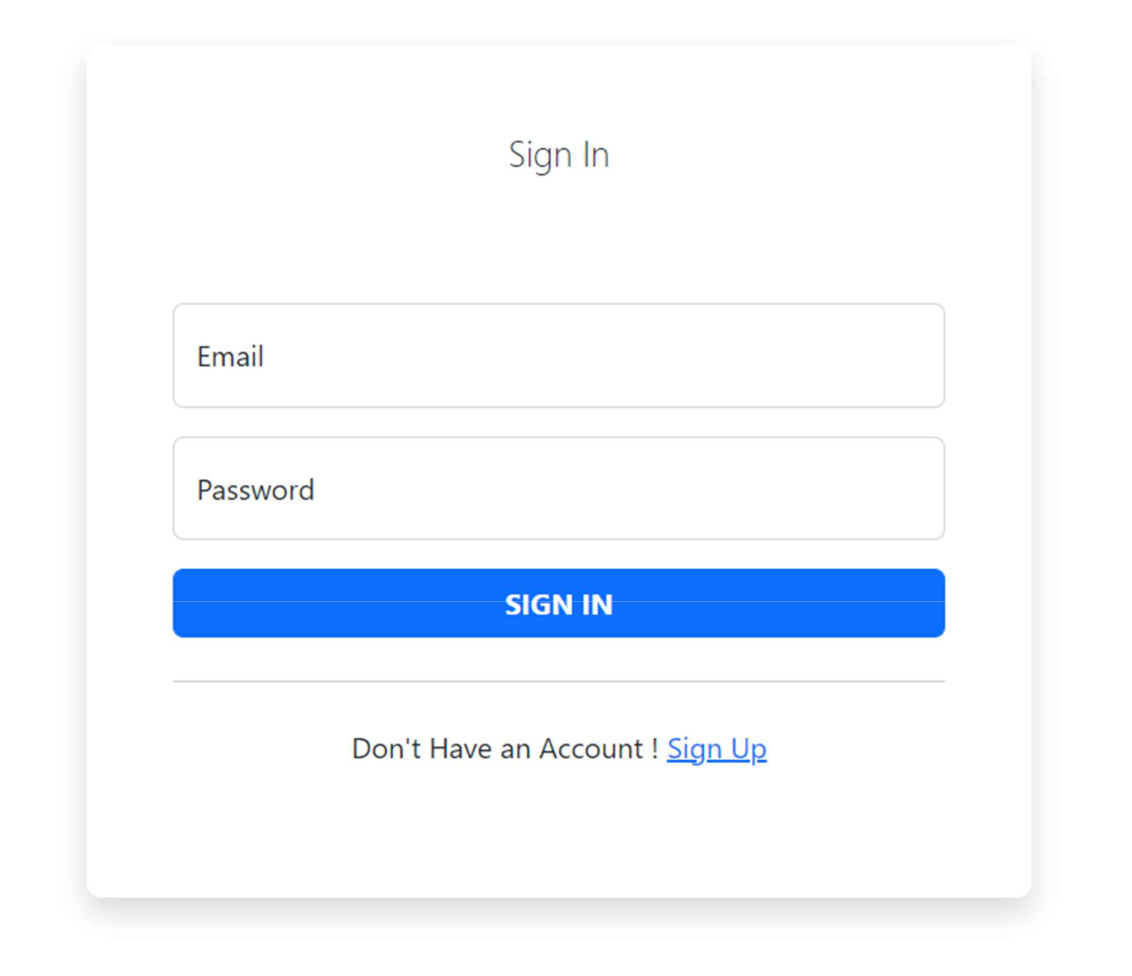 Sign In
Email
Password
SIGN IN
Don't Have an Account ! Sign Up